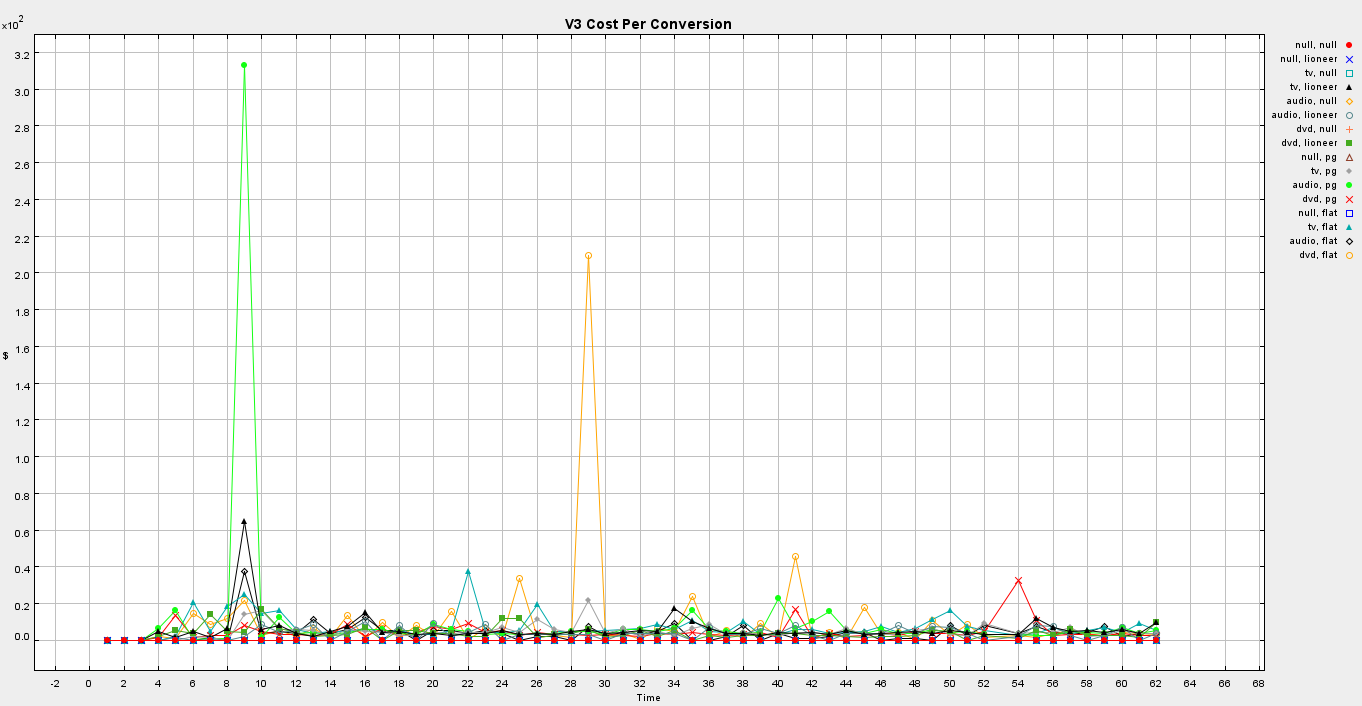 V3 Cost Per Conversion
×10²
3.2
3.0
2.8
2.6
2.4
2.2
2.0
1.8
1.6
1.4
1.2
1.0
0.8
0.6
0.4
0.2
0.0
$
-2 0 2 4 6 8 10 12 14 16 18 20 22 24 26 28 30 32 34 36 38 40 42 44 46 48 50 52 54 56 58 60 62 64 66 68
Time
null, null
null, lioneer
tv, null
tv, lioneer
audio, null
audio, lioneer
dvd, null
dvd, lioneer
null, pg
tv, pg
audio, pg
dvd, pg
null, flat
tv, flat
audio, flat
dvd, flat